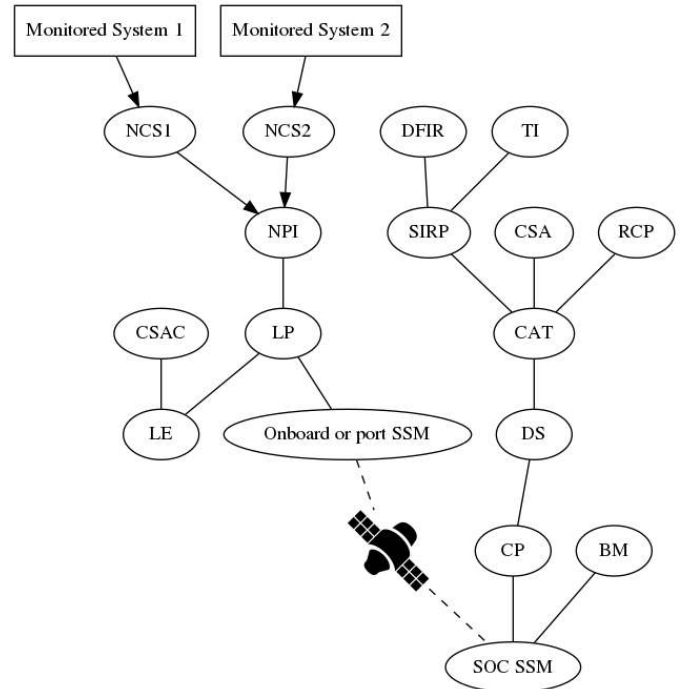 Monitored System 1
Monitored System 2
NCS1
NCS2
DFIR
TI
NPI
SIRP
CSA
RCP
CSAC
LP
CAT
LE
Onboard or port SSM
DS
CP
BM
SOC SSM